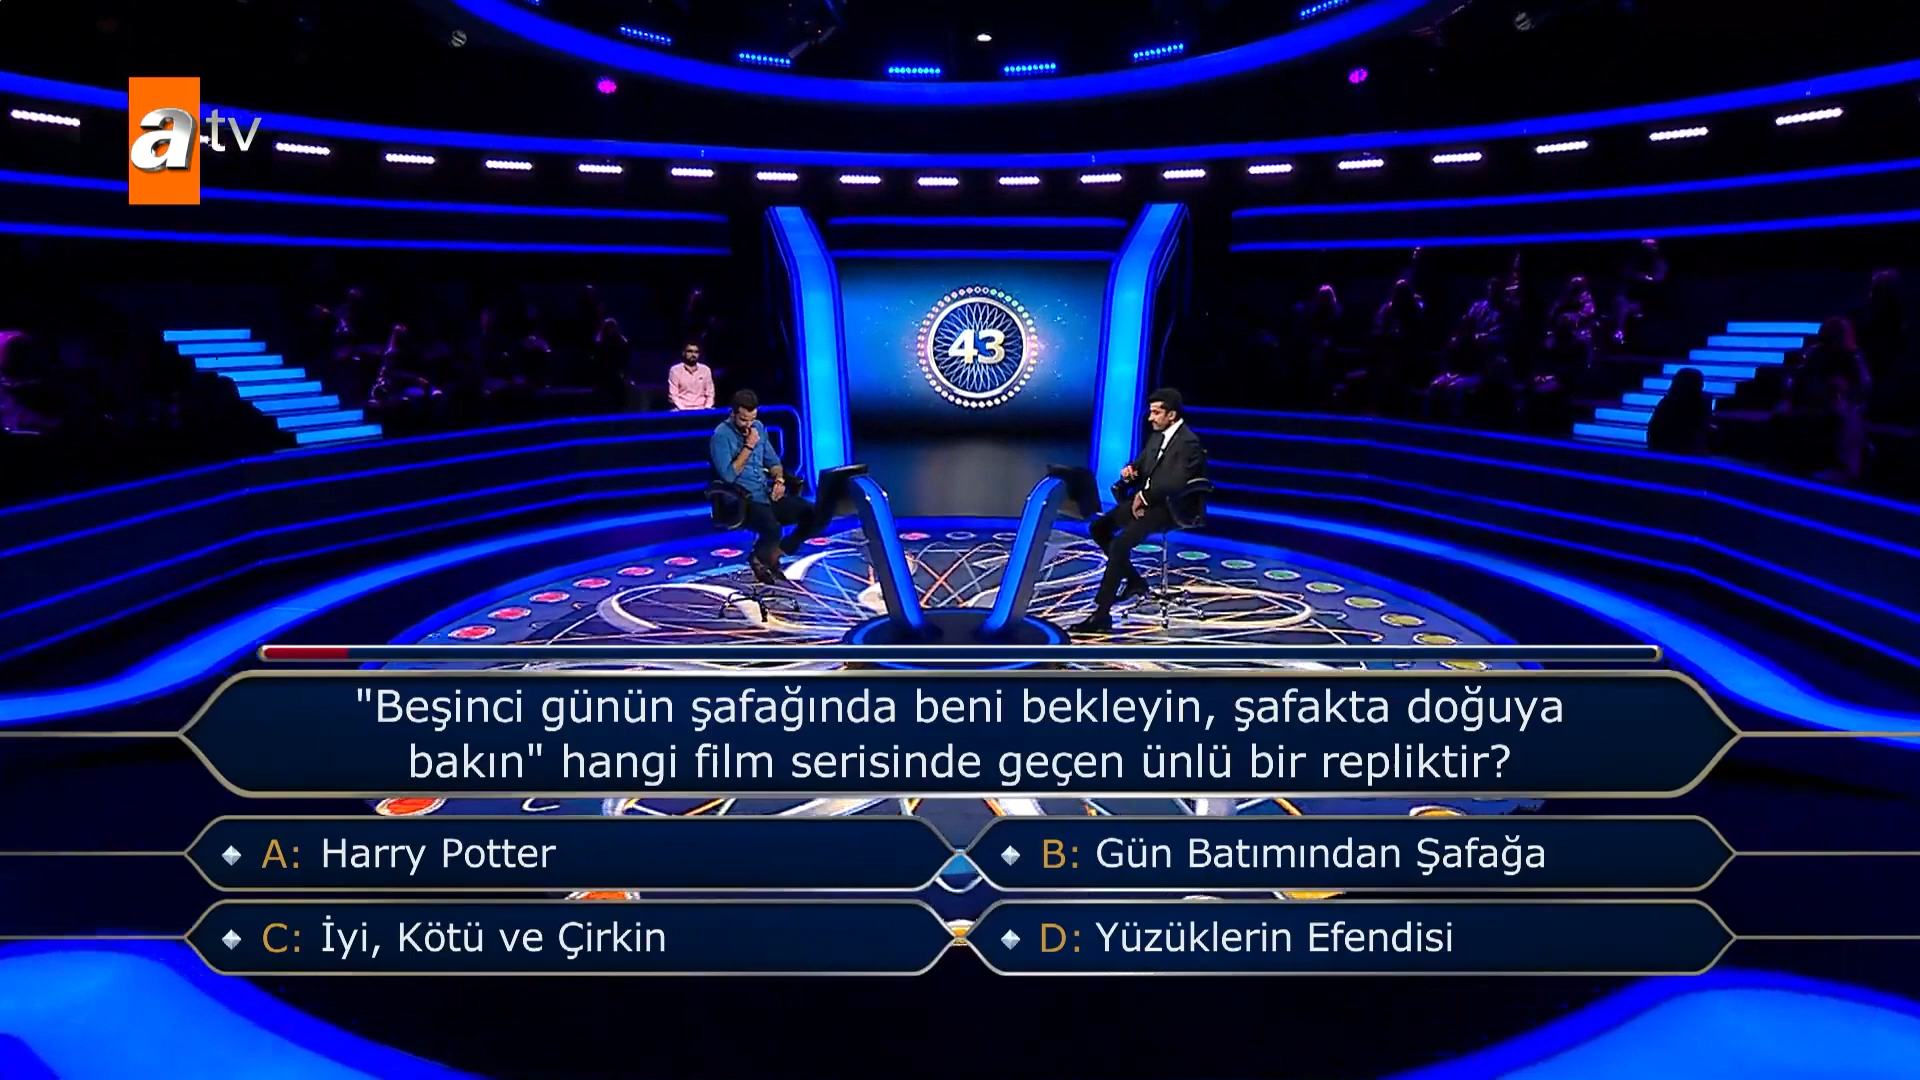 atv
43
"Beşinci günün şafağında beni bekleyin, şafakta doğuya
bakın" hangi film serisinde geçen ünlü bir repliktir?
A: Harry Potter
B: Gün Batımından Şafağa
C: İyi, Kötü ve Çirkin
D: Yüzüklerin Efendisi